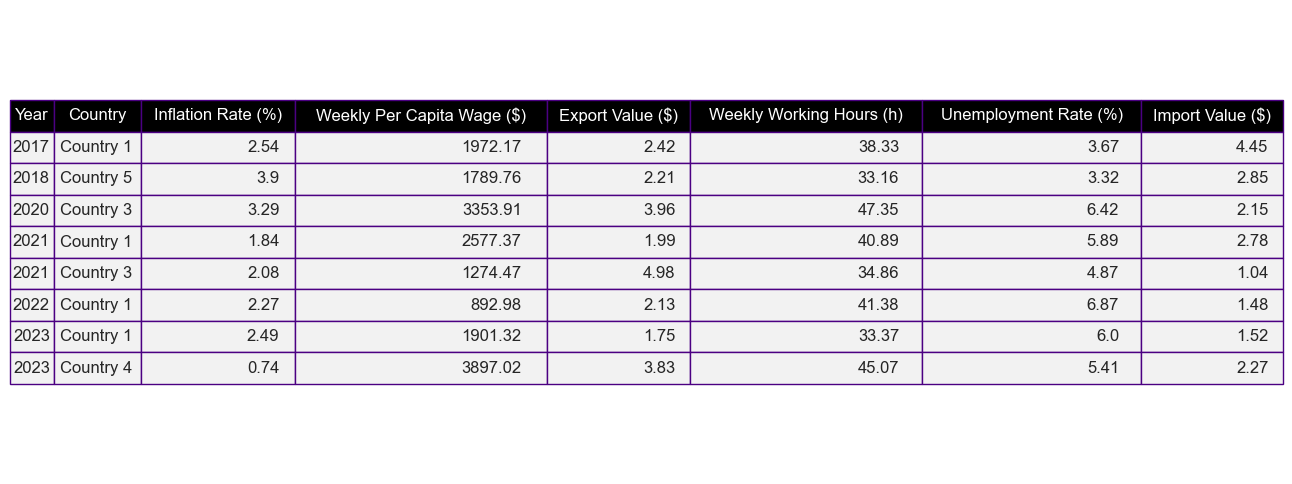 Year Country Inflation Rate (%) Weekly Per Capita Wage ($) Export Value ($) Weekly Working Hours (h) Unemployment Rate (%) Import Value ($)
2017 Country 1 2.54 1972.17 2.42 38.33 3.67 4.45
2018 Country 5 3.9 1789.76 2.21 33.16 3.32 2.85
2020 Country 3 3.29 3353.91 3.96 47.35 6.42 2.15
2021 Country 1 1.84 2577.37 1.99 40.89 5.89 2.78
2021 Country 3 2.08 1274.47 4.98 34.86 4.87 1.04
2022 Country 1 2.27 892.98 2.13 41.38 6.87 1.48
2023 Country 1 2.49 1901.32 1.75 33.37 6.0 1.52
2023 Country 4 0.74 3897.02 3.83 45.07 5.41 2.27